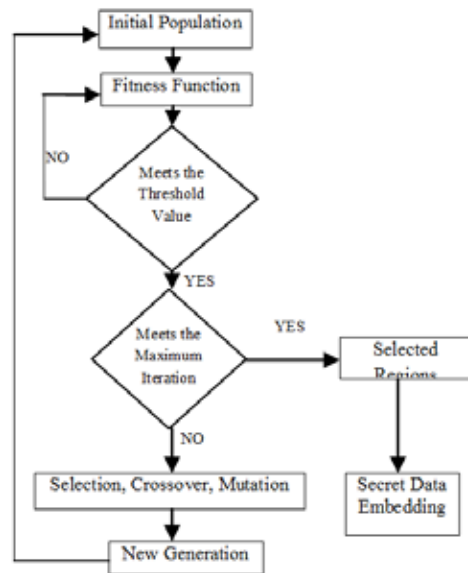 Initial Population
Fitness Function
NO
Meets the
Threshold
Value
YES
Meets the
Maximum
Iteration
YES
Selected
Regions
NO
Selection, Crossover, Mutation
Secret Data
Embedding
New Generation